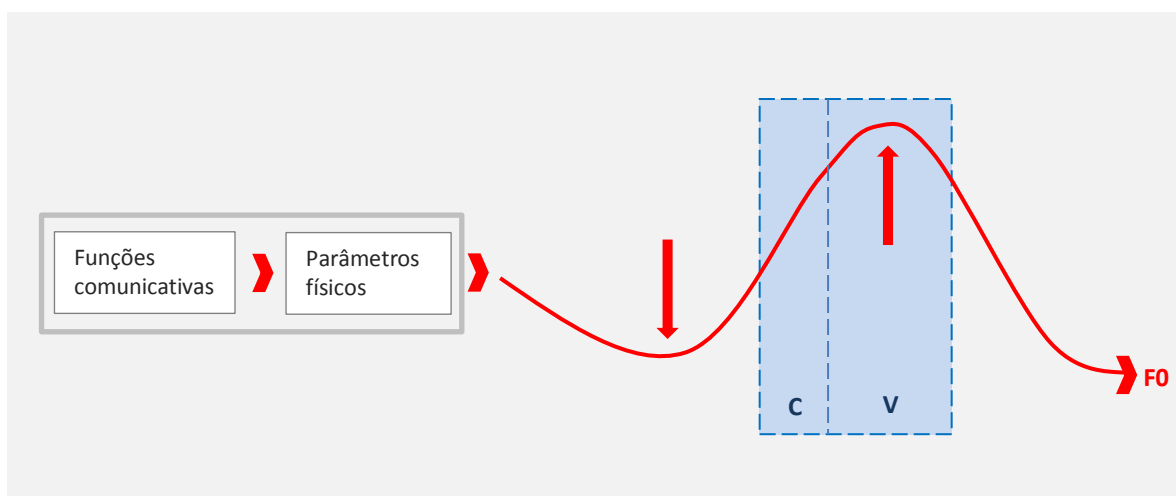 Funções
comunicativas
Parâmetros
físicos
C
V
F0